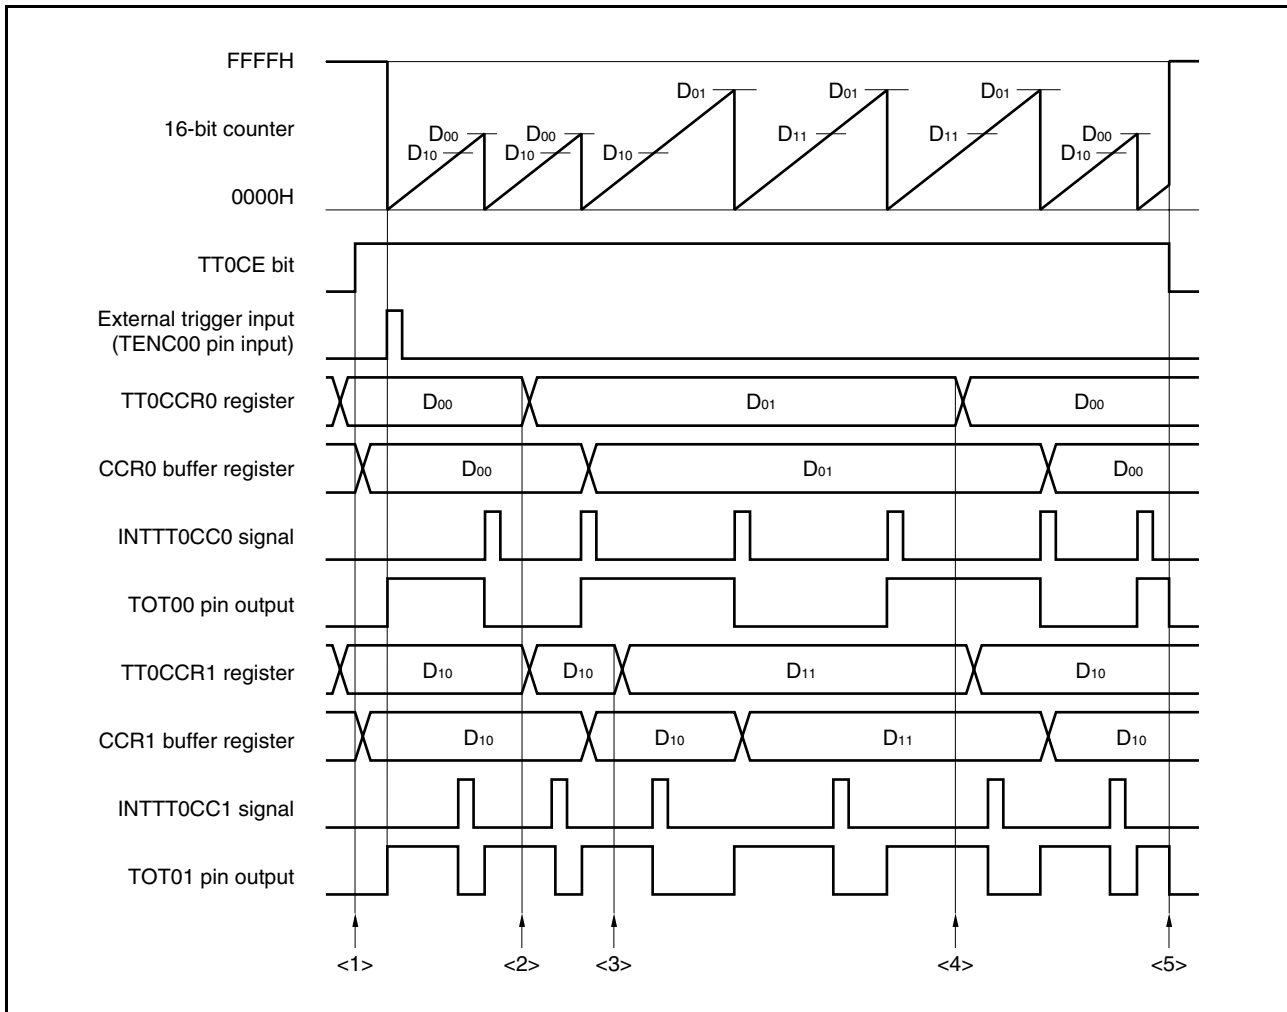 FFFFH
D01 D01 D01
16-bit counter
D00 D00 D11 D11 D00
D10 D10 D10 D10
0000H
TT0CE bit
External trigger input
(TENC00 pin input)
TT0CCR0 register D00 D01 D00
CCR0 buffer register D00 D01 D00
INTTT0CC0 signal
TOT00 pin output
TT0CCR1 register D10 D10 D11 D10
CCR1 buffer register D10 D10 D11 D10
INTTT0CC1 signal
TOT01 pin output
<1> <2> <3> <4> <5>